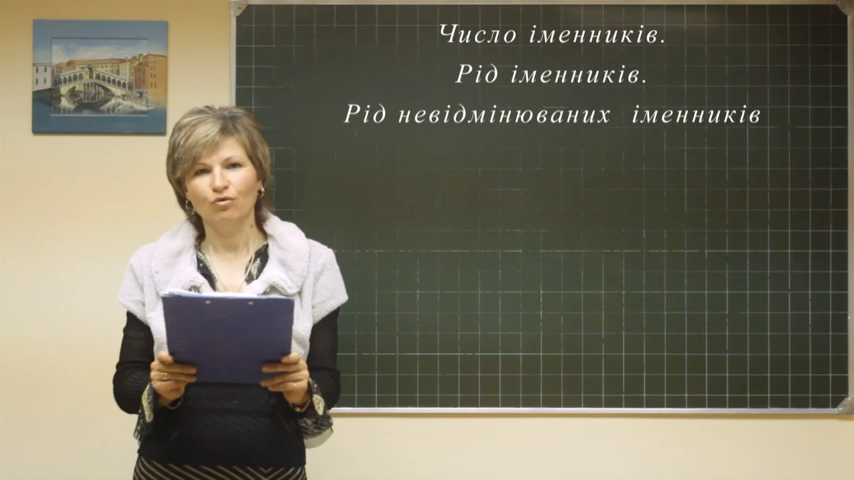 Число іменників.
Рід іменників.
Рід невідмінюваних іменників